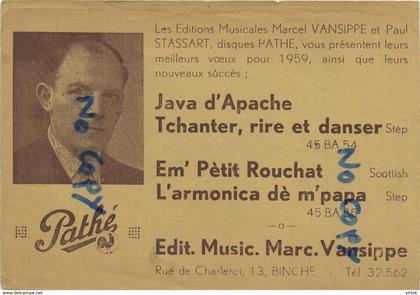 Les Editions Musicales Marcel VANSIPPE et Paul
STASSART, disques PATHE, vous présentent leurs
meilleurs vœux pour 1959, ainsi que leurs
nouveaux sûccés ;
Java d'Apache
Tchanter, rire et danser Step
45 BA 54
Em' Pètit Rouchat Scottish
L'armonica dè m'papa Step
45 BA 55
—o—
Edit. Music. Marc. Vansippe
Rue de Charleroi, 13, BINCHE Tél 32.562
Pathé
No Copy
No Copy